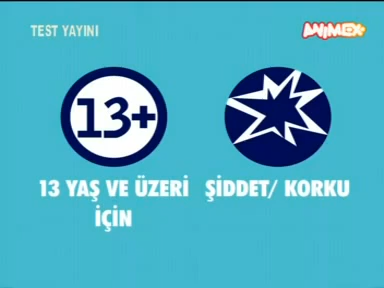 TEST YAYINI
ANIMEX+
13+
13 YAŞ VE ÜZERİ
İÇİN
ŞİDDET/ KORKU